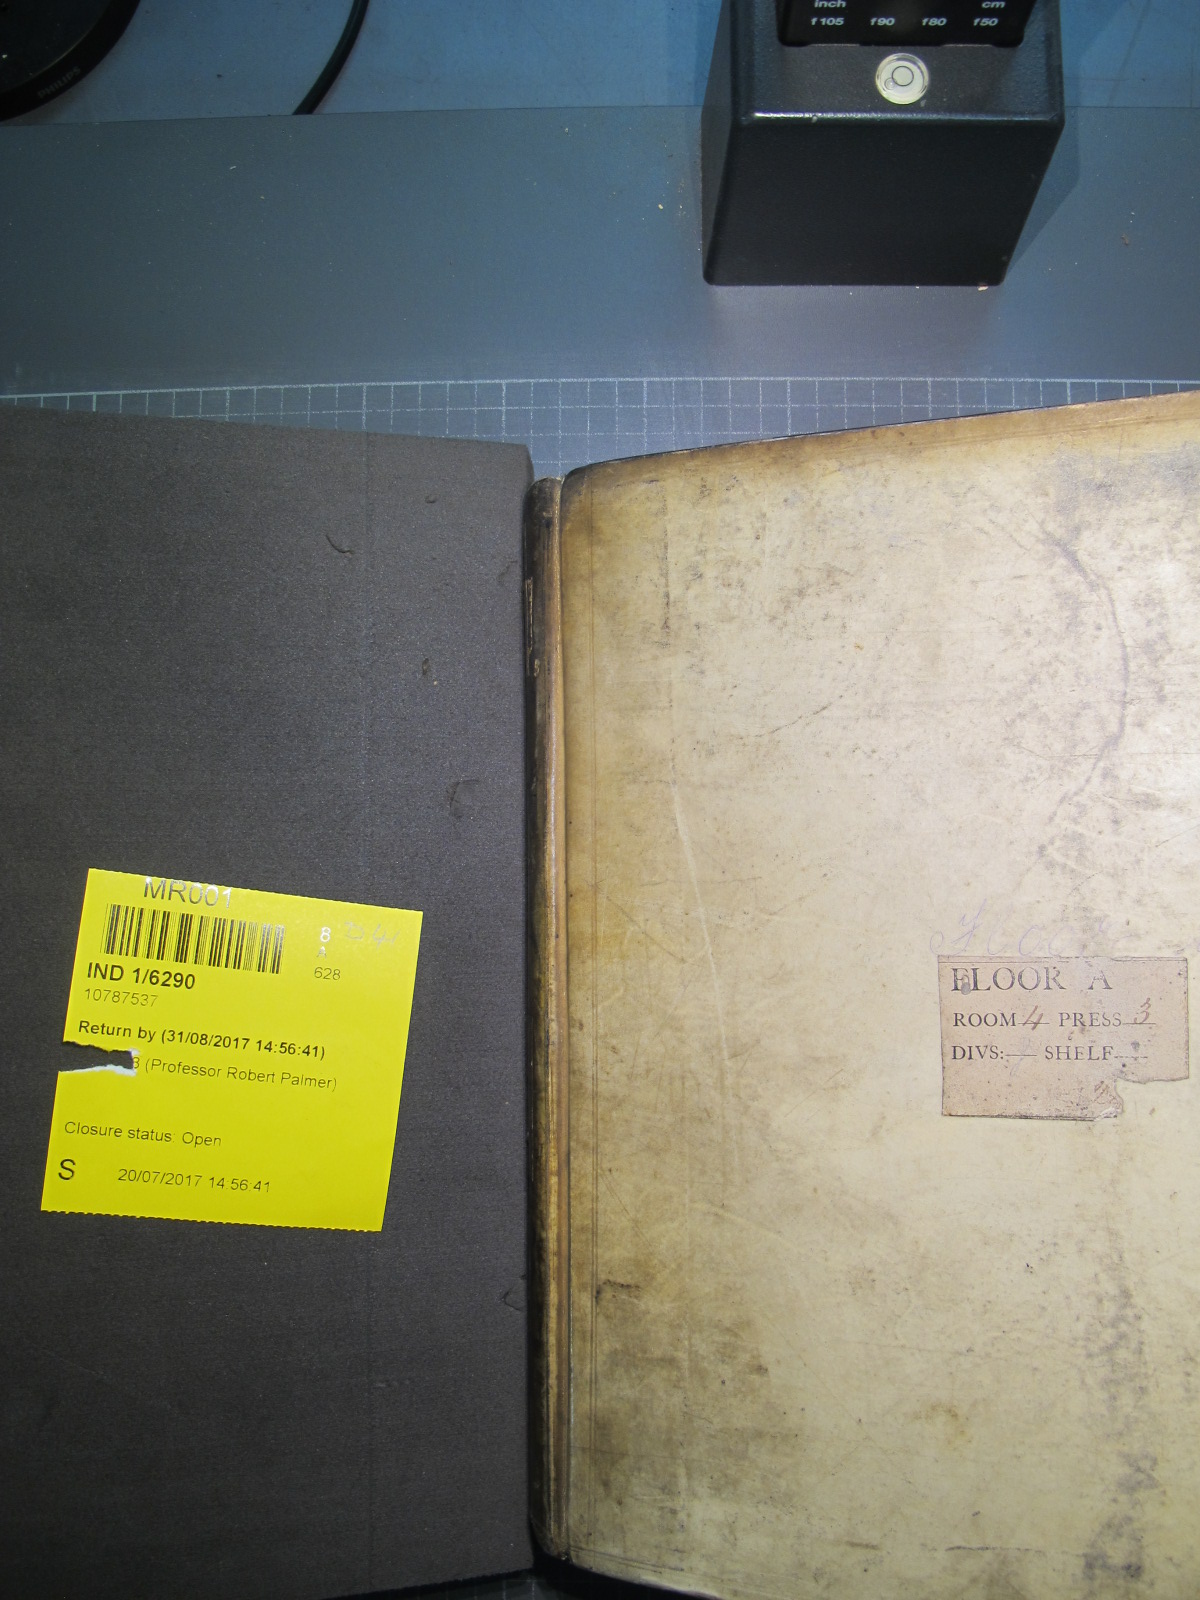 PHILIPS
inch cm
f105 f90 f80 f50
MR001
8
A
628
IND 1/6290
10787537
Return by (31/08/2017 14:56:41)
(Professor Robert Palmer)
Closure status: Open
S 20/07/2017 14:56:41
FLOOR A
ROOM 4 PRESS 3
DIVS: SHELF